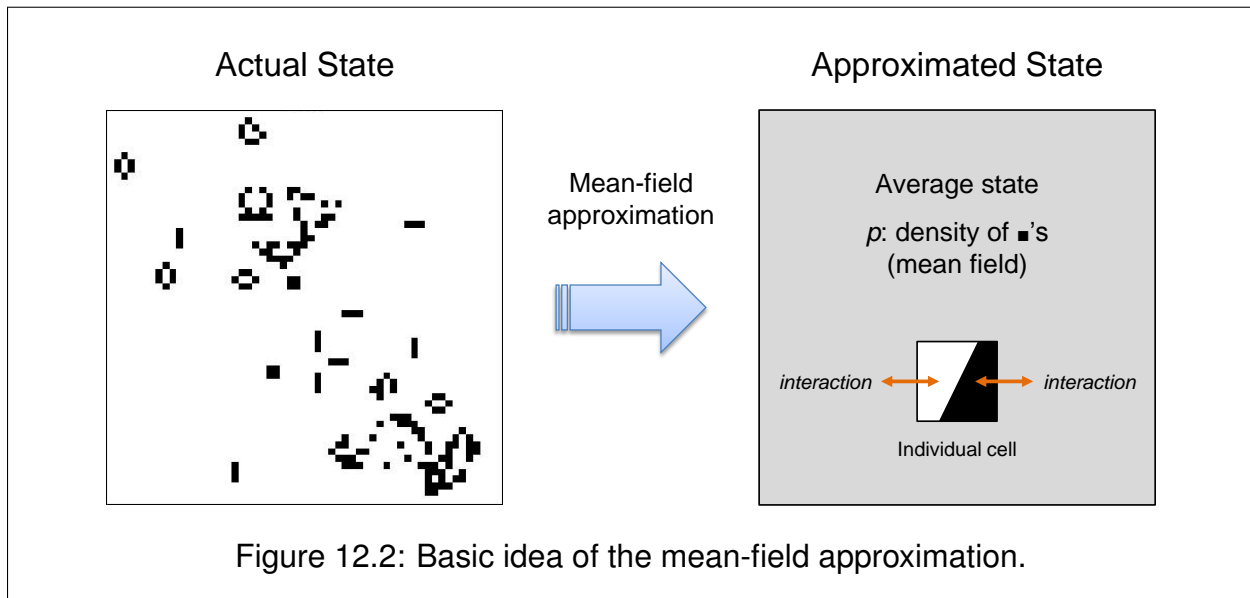 Actual State
Approximated State
Mean-field
approximation
Average state
p: density of ■'s
(mean field)
interaction
interaction
Individual cell
Figure 12.2: Basic idea of the mean-field approximation.